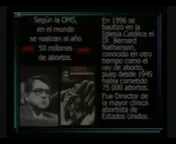 Según la OMS,
en el mundo
se realizan al año
50 millones
de abortos.
En 1996 se
bautizó en la
Iglesia Católica el
Dr. Bernard
Nathanson,
conocido en otro
tiempo como el
rey de aborto,
pues desde 1945
había cometido
75.000 abortos.
Fue Director de
la mayor clínica
abortista de
Estados Unidos.